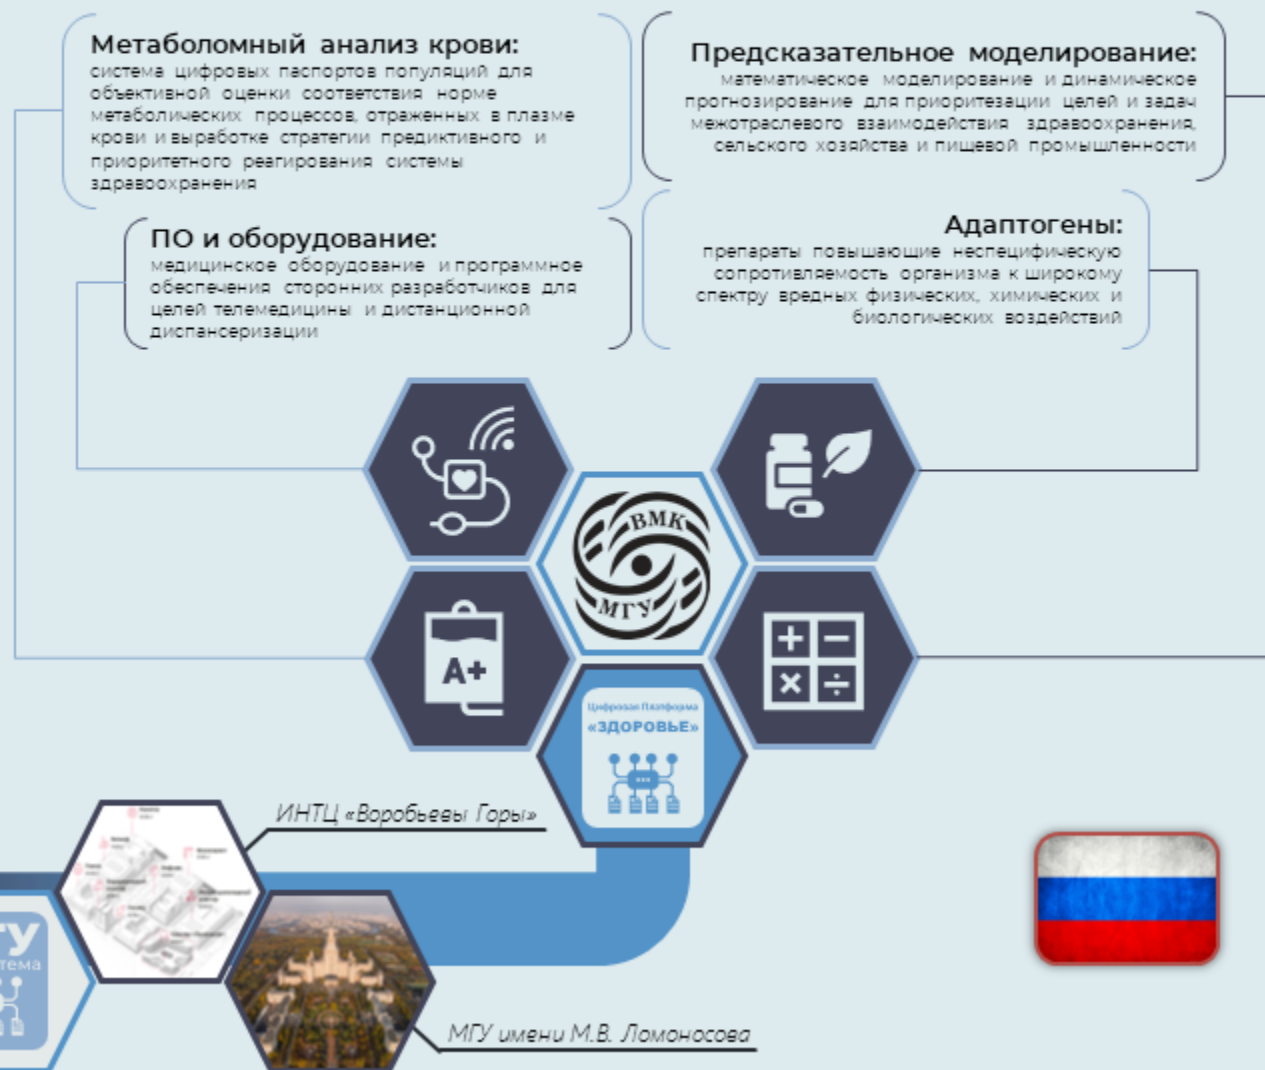 Метаболомный анализ крови:
система цифровых паспортов популяций для
объективной оценки соответствия норме
метаболических процессов, отраженных в плазме
крови и выработке стратегии предиктивного и
приоритетного реагирования системы
здравоохранения
Предсказательное моделирование:
математическое моделирование и динамическое
прогнозирование для приоритезации целей и задач
межотраслевого взаимодействия здравоохранения,
сельского хозяйства и пищевой промышленности
ПО и оборудование:
медицинское оборудование и программное
обеспечения сторонних разработчиков для
целей телемедицины и дистанционной
диспансеризации
Адаптогены:
препараты повышающие неспецифическую
сопротивляемость организма к широкому
спектру вредных физических, химических и
биологических воздействий
ВМК
МГУ
A+
Цифровая Платформа
«ЗДОРОВЬЕ»
ИНТЦ «Воробьевы Горы»
МГУ имени М.В. Ломоносова